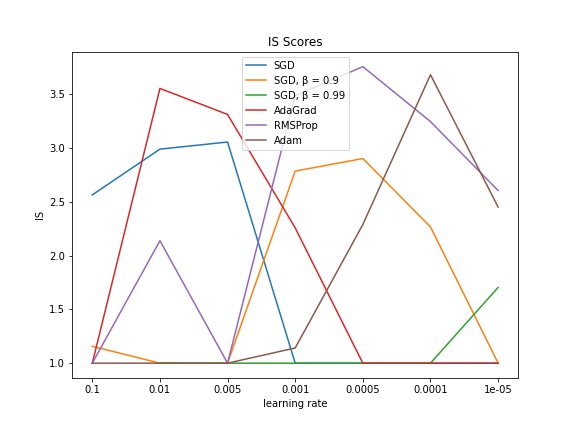 IS Scores
SGD
SGD, β = 0.9
SGD, β = 0.99
AdaGrad
RMSProp
Adam
IS
3.5
3.0
2.5
2.0
1.5
1.0
0.1 0.01 0.005 0.001 0.0005 0.0001 1e-05
learning rate